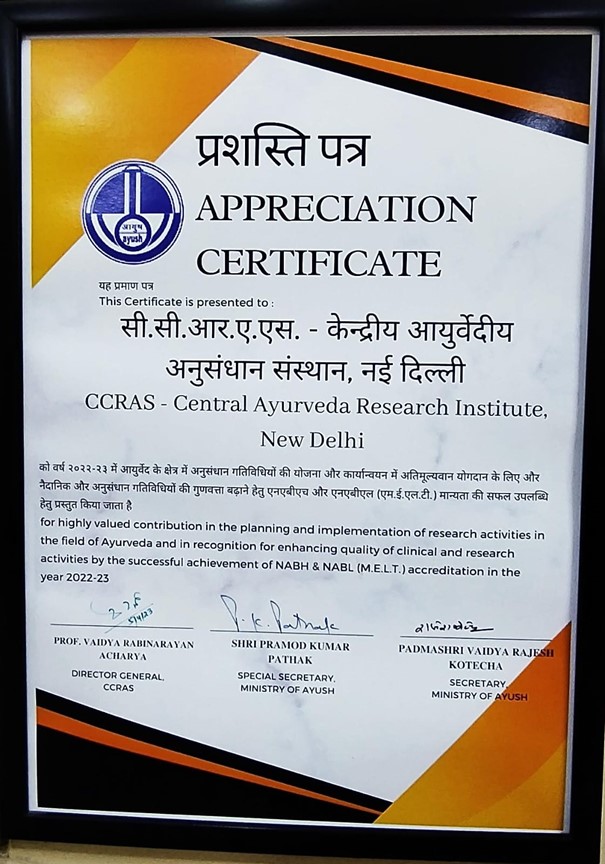 प्रशस्ति पत्र
APPRECIATION
CERTIFICATE
आयुष
ayush
यह प्रमाण पत्र
This Certificate is presented to :
सी.सी.आर.ए.एस. - केन्द्रीय आयुर्वेदीय
अनुसंधान संस्थान, नई दिल्ली
CCRAS - Central Ayurveda Research Institute,
New Delhi
को वर्ष २०२२-२३ में आयुर्वेद के क्षेत्र में अनुसंधान गतिविधियों की योजना और कार्यान्वयन में अतिमूल्यवान योगदान के लिए और
नैदानिक और अनुसंधान गतिविधियों की गुणवत्ता बढ़ाने हेतु एनएबीएच और एनएबीएल (एम.ई.एल.टी.) मान्यता की सफल उपलब्धि
हेतु प्रस्तुत किया जाता है
for highly valued contribution in the planning and implementation of research activities in
the field of Ayurveda and in recognition for enhancing quality of clinical and research
activities by the successful achievement of NABH & NABL (M.E.L.T.) accreditation in the
year 2022-23
P. K. Pathak
PROF. VAIDYA RABINARAYAN
ACHARYA
DIRECTOR GENERAL,
CCRAS
SHRI PRAMOD KUMAR
PATHAK
SPECIAL SECRETARY,
MINISTRY OF AYUSH
PADMASHRI VAIDYA RAJESH
KOTECHA
SECRETARY,
MINISTRY OF AYUSH